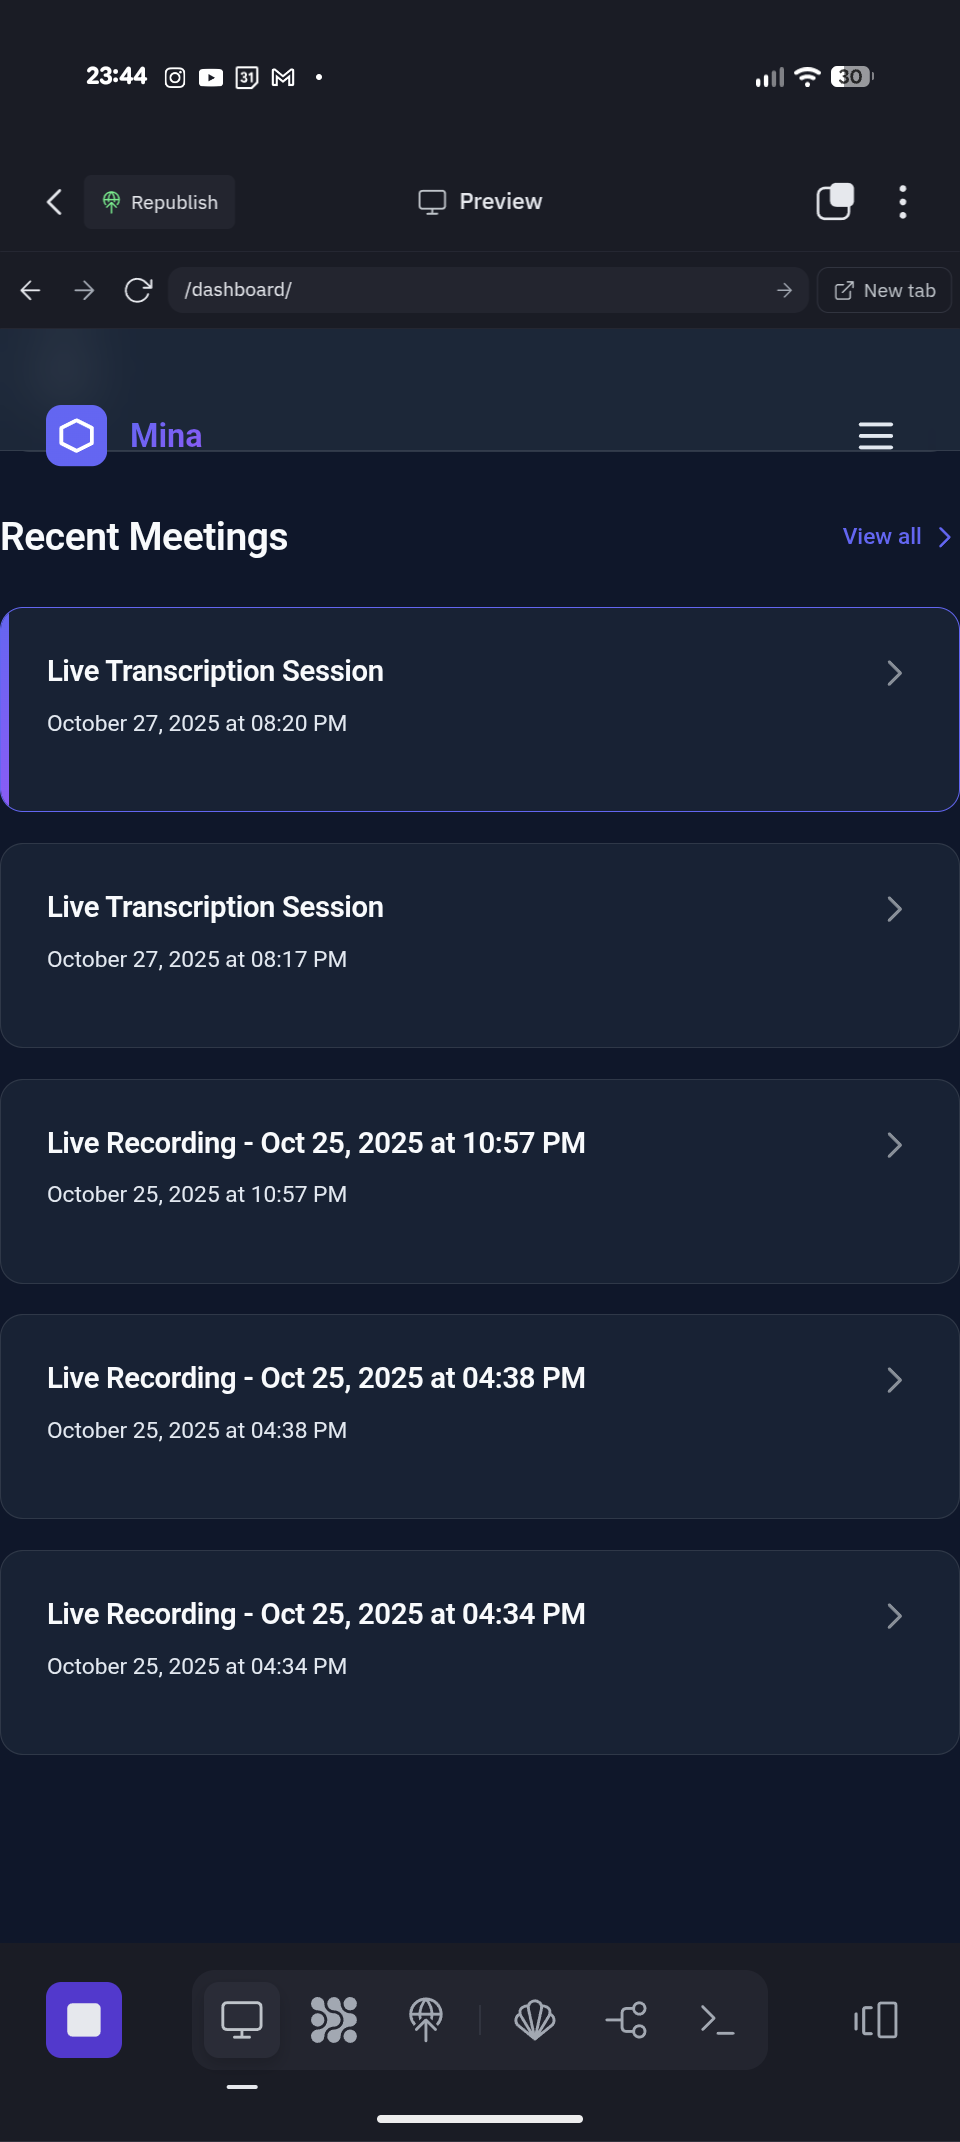 23:44
31
30
Republish
Preview
/dashboard/
New tab
Mina
Recent Meetings
View all
Live Transcription Session
October 27, 2025 at 08:20 PM
Live Transcription Session
October 27, 2025 at 08:17 PM
Live Recording - Oct 25, 2025 at 10:57 PM
October 25, 2025 at 10:57 PM
Live Recording - Oct 25, 2025 at 04:38 PM
October 25, 2025 at 04:38 PM
Live Recording - Oct 25, 2025 at 04:34 PM
October 25, 2025 at 04:34 PM